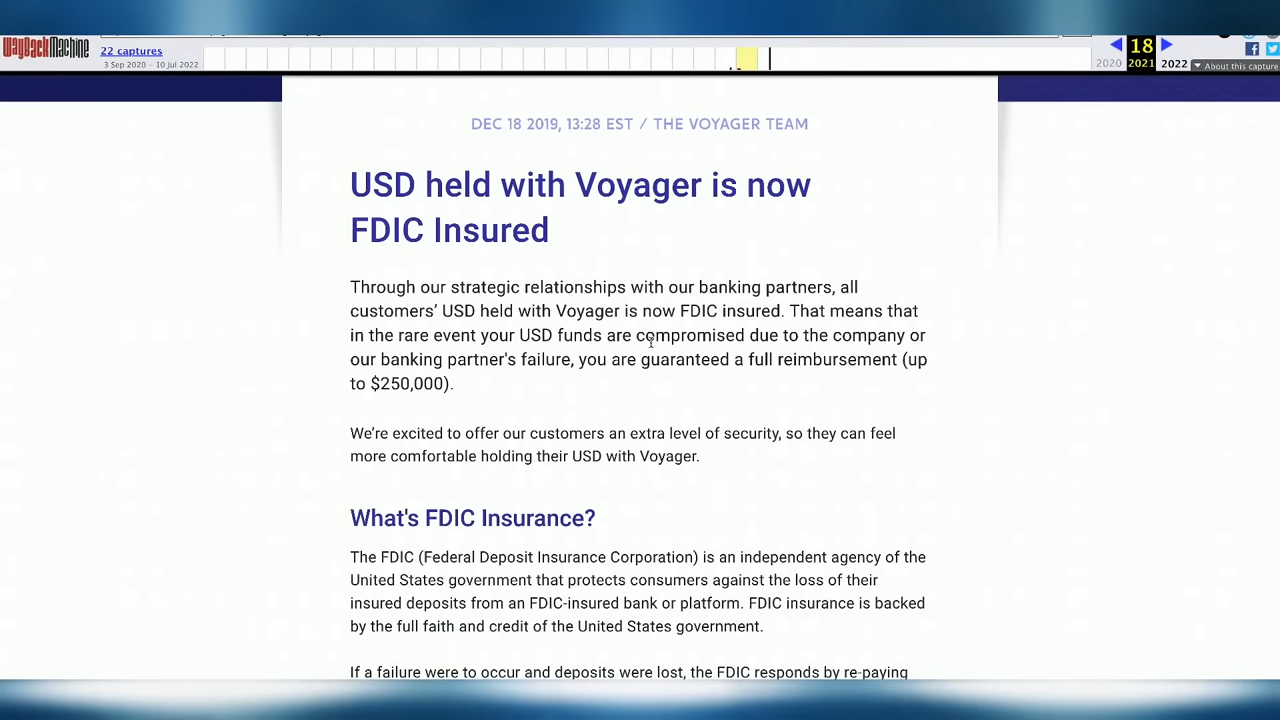 WayBackMachine
22 captures
3 Sep 2020 – 10 Jul 2022
18
2020 2021 2022
About this capture
DEC 18 2019, 13:28 EST / THE VOYAGER TEAM
USD held with Voyager is now
FDIC Insured
Through our strategic relationships with our banking partners, all
customers’ USD held with Voyager is now FDIC insured. That means that
in the rare event your USD funds are compromised due to the company or
our banking partner's failure, you are guaranteed a full reimbursement (up
to $250,000).
We’re excited to offer our customers an extra level of security, so they can feel
more comfortable holding their USD with Voyager.
What's FDIC Insurance?
The FDIC (Federal Deposit Insurance Corporation) is an independent agency of the
United States government that protects consumers against the loss of their
insured deposits from an FDIC-insured bank or platform. FDIC insurance is backed
by the full faith and credit of the United States government.
If a failure were to occur and deposits were lost, the FDIC responds by re-paying